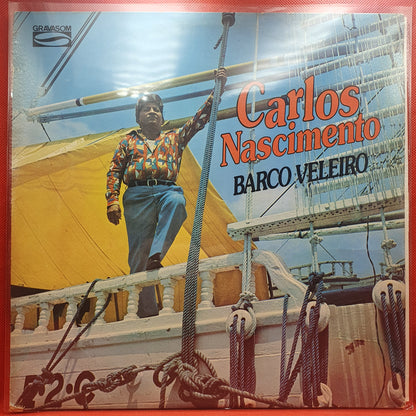 GRAVASOM
Carlos
Nascimento
BARCO VELEIRO